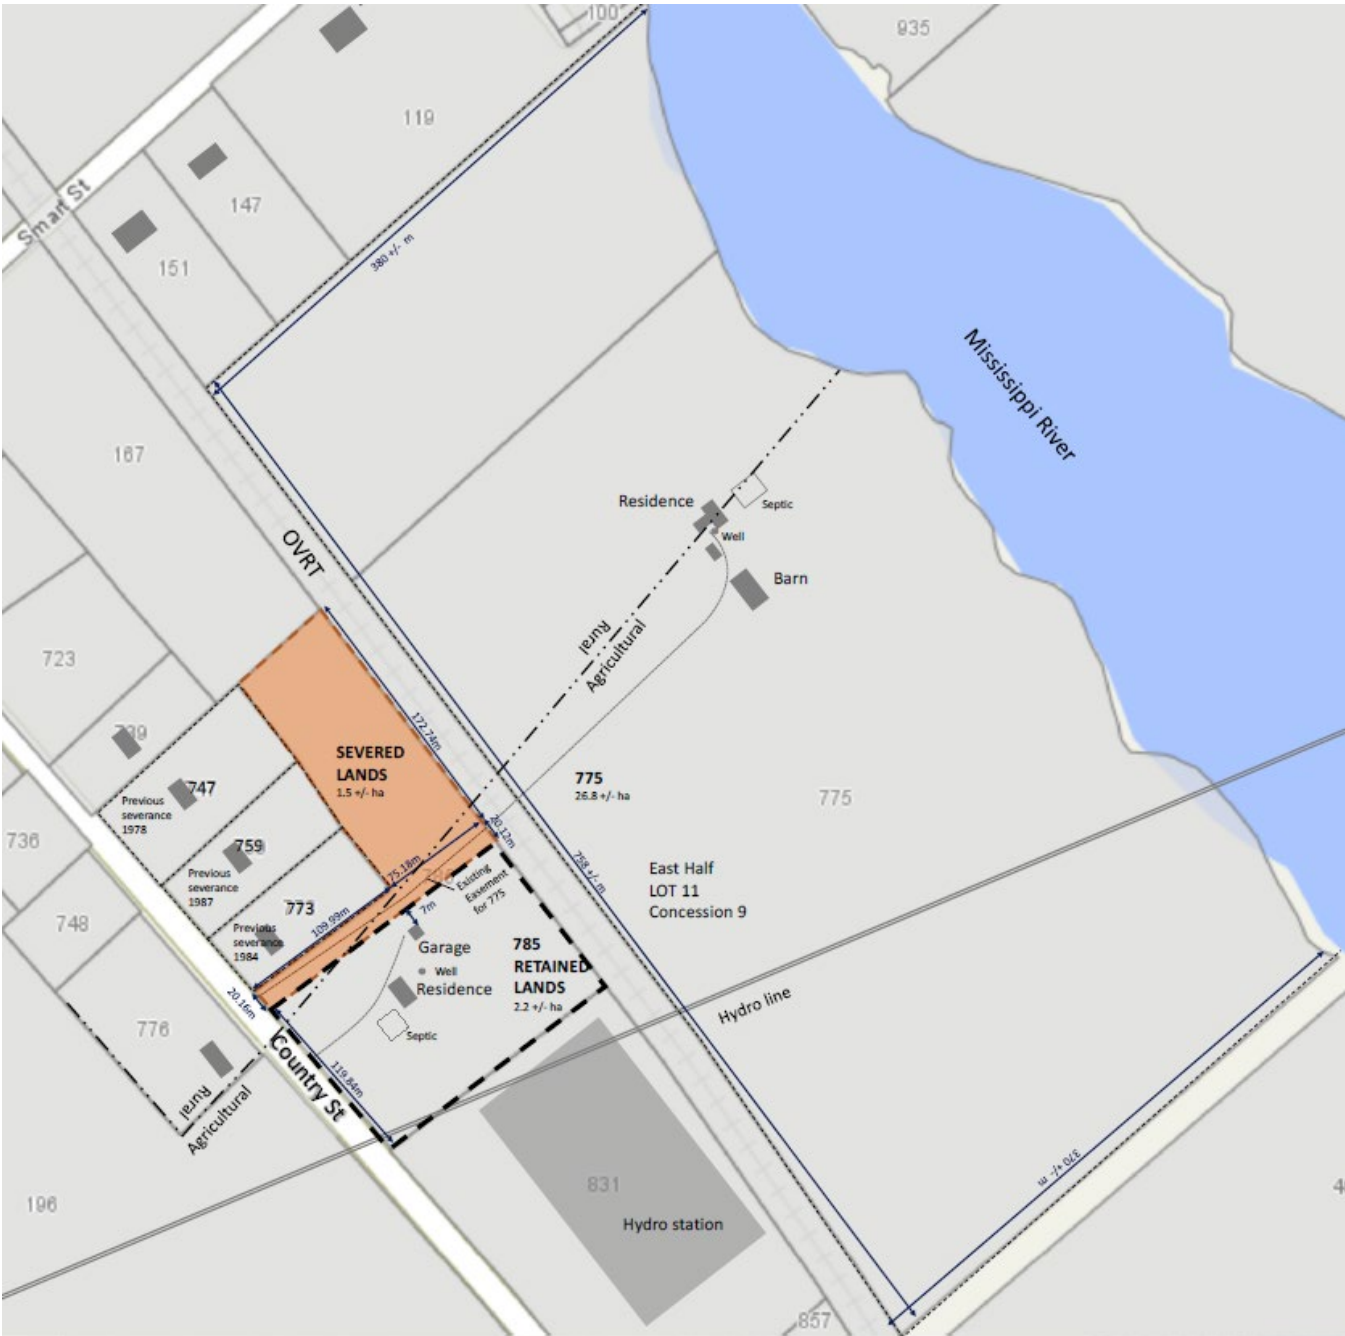 100
935
119
Smart St
147
151
380 +/- m
Mississippi River
167
Residence
Septic
Well
OVRT
Barn
Rural
Agricultural
723
739
172.74m
SEVERED
LANDS
1.5 +/- ha
775
26.8 +/- ha
775
747
Previous
severance
1978
20.12m
736
759
Previous
severance
1987
75.18m
758 +/- m
East Half
LOT 11
Concession 9
Existing
Easement
for 775
748
773
Previous
severance
1984
109.99m
7m
Garage
Well
Residence
785
RETAINED
LANDS
2.2 +/- ha
20.16m
Hydro line
776
Septic
Country St
119.84m
Rural
Agricultural
370 +/- m
196
831
Hydro station
857